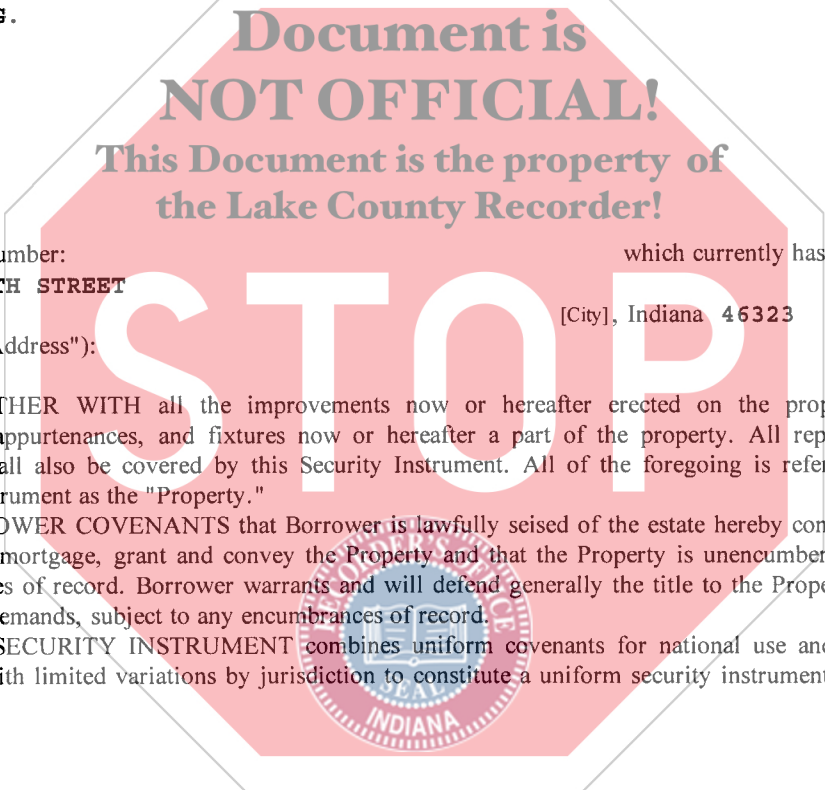 G.
Document is
NOT OFFICIAL!
This Document is the property of
the Lake County Recorder!
umber: which currently has
TH STREET
[City], Indiana 46323
Address"):
STOP
THER WITH all the improvements now or hereafter erected on the prop
appurtenances, and fixtures now or hereafter a part of the property. All rep
all also be covered by this Security Instrument. All of the foregoing is refer
rument as the "Property."
OWER COVENANTS that Borrower is lawfully seised of the estate hereby con
mortgage, grant and convey the Property and that the Property is unencumber
es of record. Borrower warrants and will defend generally the title to the Prope
emands, subject to any encumbrances of record.
SECURITY INSTRUMENT combines uniform covenants for national use and
ith limited variations by jurisdiction to constitute a uniform security instrument
RECORDER'S OFFICE
SEAL
INDIANA